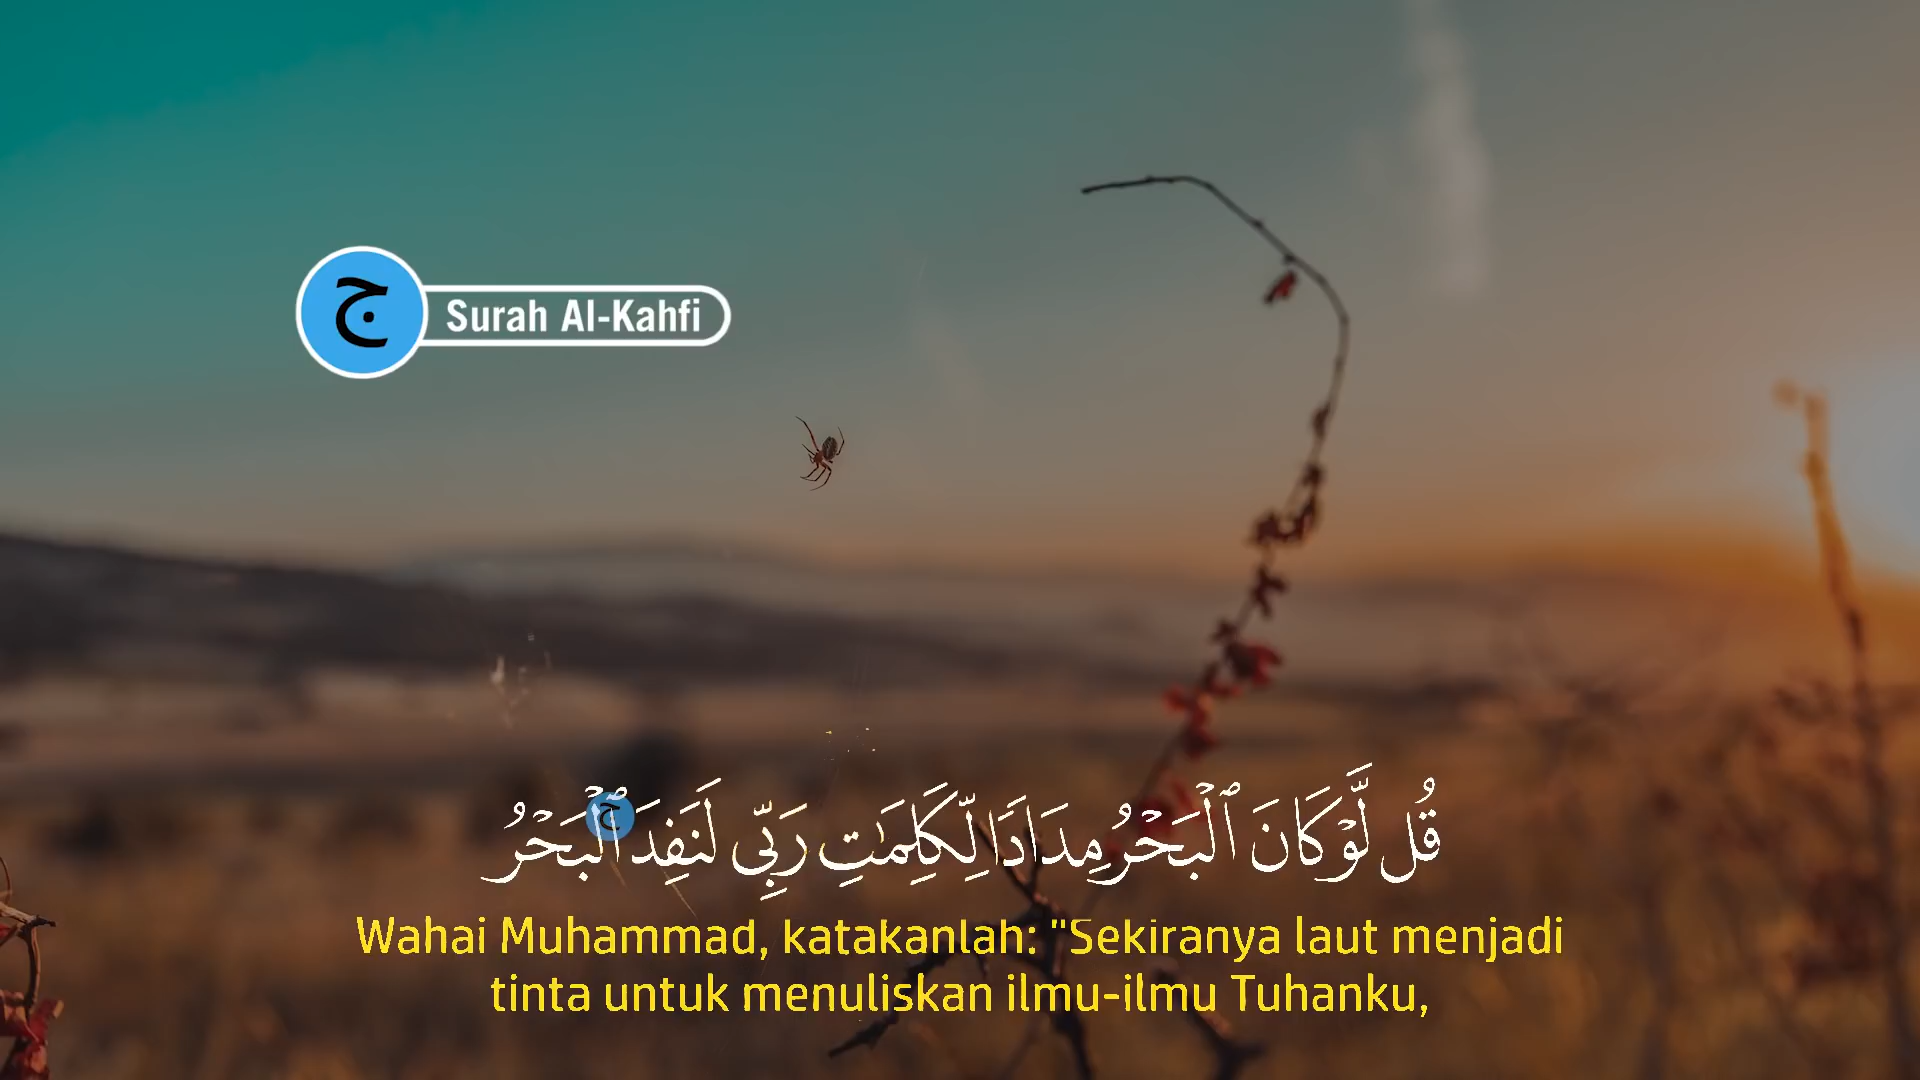 ج
Surah Al-Kahfi
قُل لَّوْ كَانَ ٱلْبَحْرُ مِدَادًا لِّكَلِمَٰتِ رَبِّى لَنَفِدَ ٱلْبَحْرُ
ج
Wahai Muhammad, katakanlah: "Sekiranya laut menjadi
tinta untuk menuliskan ilmu-ilmu Tuhanku,